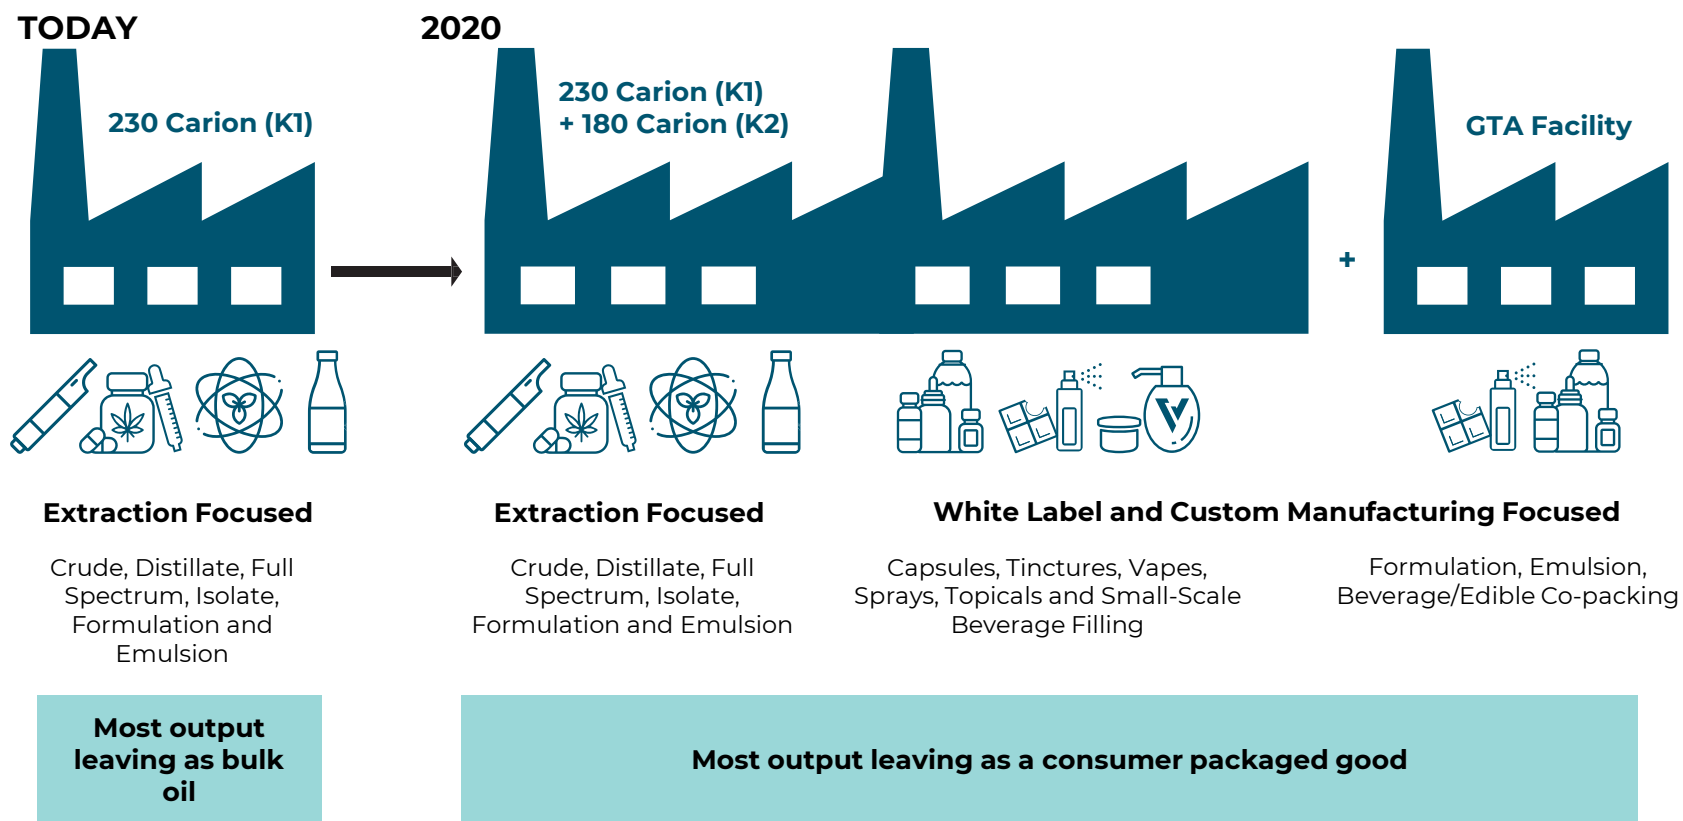 TODAY
230 Carion (K1)
Extraction Focused
Crude, Distillate, Full
Spectrum, Isolate,
Formulation and
Emulsion
Most output
leaving as bulk
oil
2020
230 Carion (K1)
+ 180 Carion (K2)
Extraction Focused
Crude, Distillate, Full
Spectrum, Isolate,
Formulation and Emulsion
+
GTA Facility
White Label and Custom Manufacturing Focused
Capsules, Tinctures, Vapes,
Sprays, Topicals and Small-Scale
Beverage Filling
Formulation, Emulsion,
Beverage/Edible Co-packing
Most output leaving as a consumer packaged good